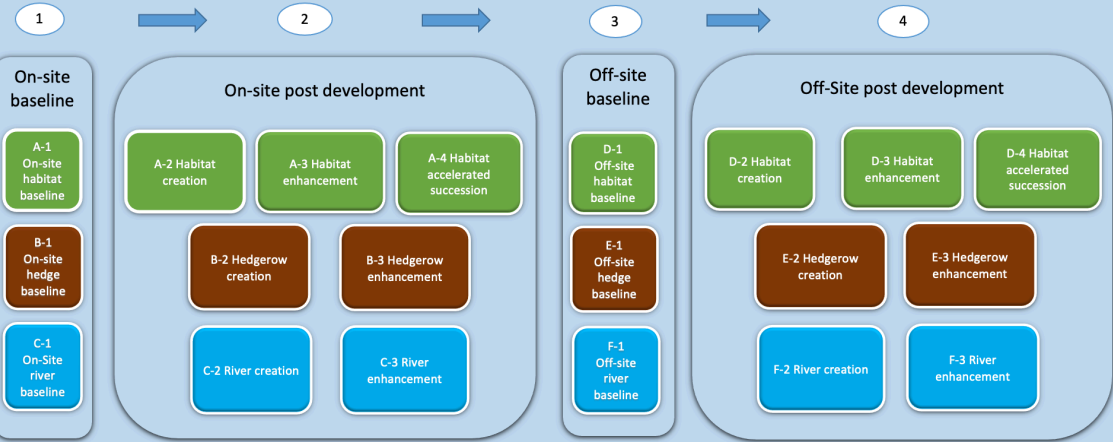 1
2
3
4
On-site
baseline
A-1
On-site
habitat
baseline
B-1
On-site
hedge
baseline
C-1
On-Site
river
baseline
On-site post development
A-2 Habitat
creation
A-3 Habitat
enhancement
A-4 Habitat
accelerated
succession
B-2 Hedgerow
creation
B-3 Hedgerow
enhancement
C-2 River creation
C-3 River
enhancement
Off-site
baseline
D-1
Off-site
habitat
baseline
E-1
Off-site
hedge
baseline
F-1
Off-site
river
baseline
Off-Site post development
D-2 Habitat
creation
D-3 Habitat
enhancement
D-4 Habitat
accelerated
succession
E-2 Hedgerow
creation
E-3 Hedgerow
enhancement
F-2 River creation
F-3 River
enhancement